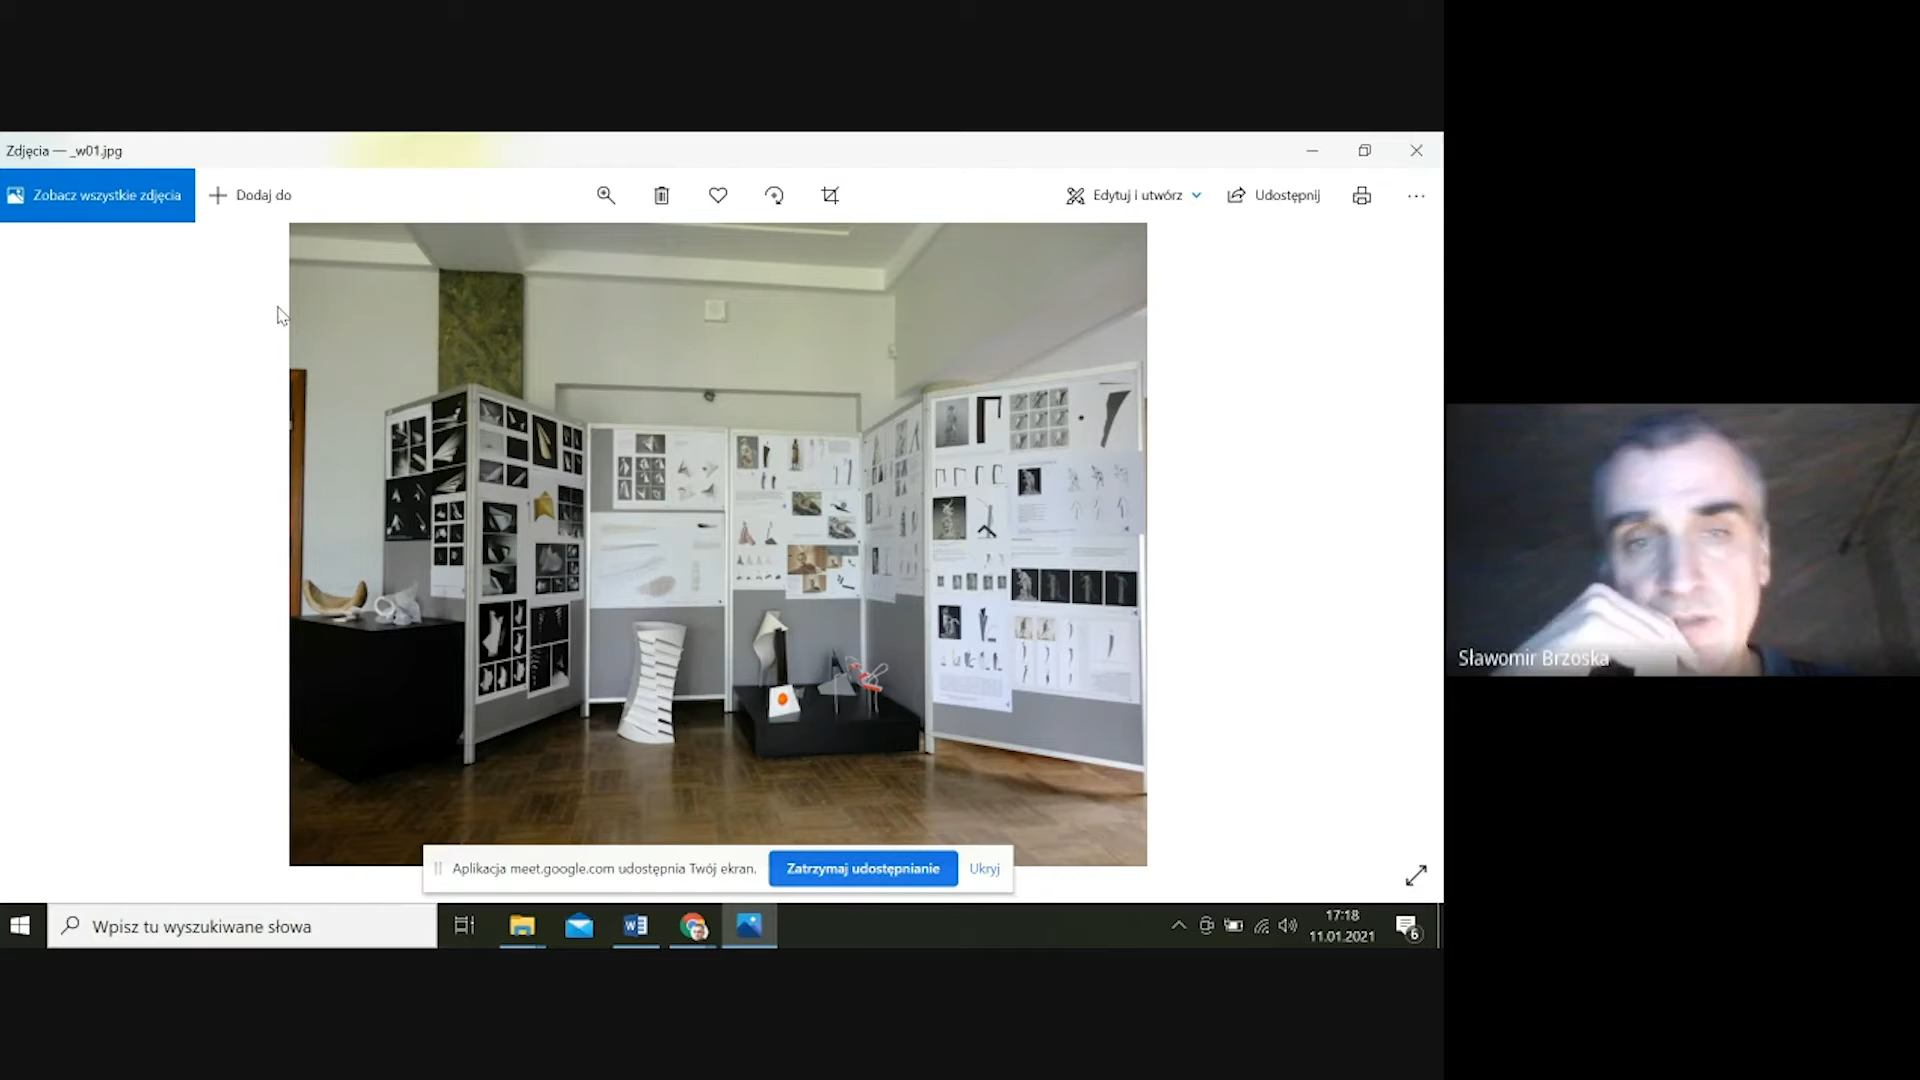 Zdjęcia — _w01.jpg
Zobacz wszystkie zdjęcia
Dodaj do
Edytuj i utwórz
Udostępnij
Sławomir Brzoska
Aplikacja meet.google.com udostępnia Twój ekran.
Zatrzymaj udostępnianie
Ukryj
Wpisz tu wyszukiwane słowa
17:18
11.01.2021
6